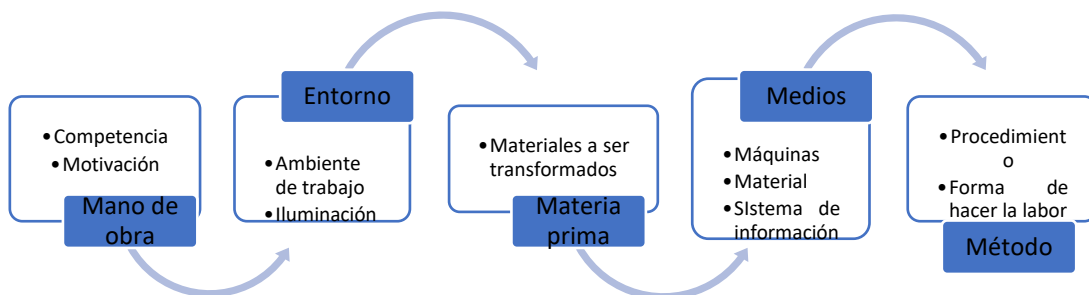 • Competencia
• Motivación
Mano de
obra
Entorno
• Ambiente
de trabajo
• Iluminación
• Materiales a ser
transformados
Materia
prima
Medios
• Máquinas
• Material
• SIstema de
información
• Procedimient
o
• Forma de
hacer la labor
Método